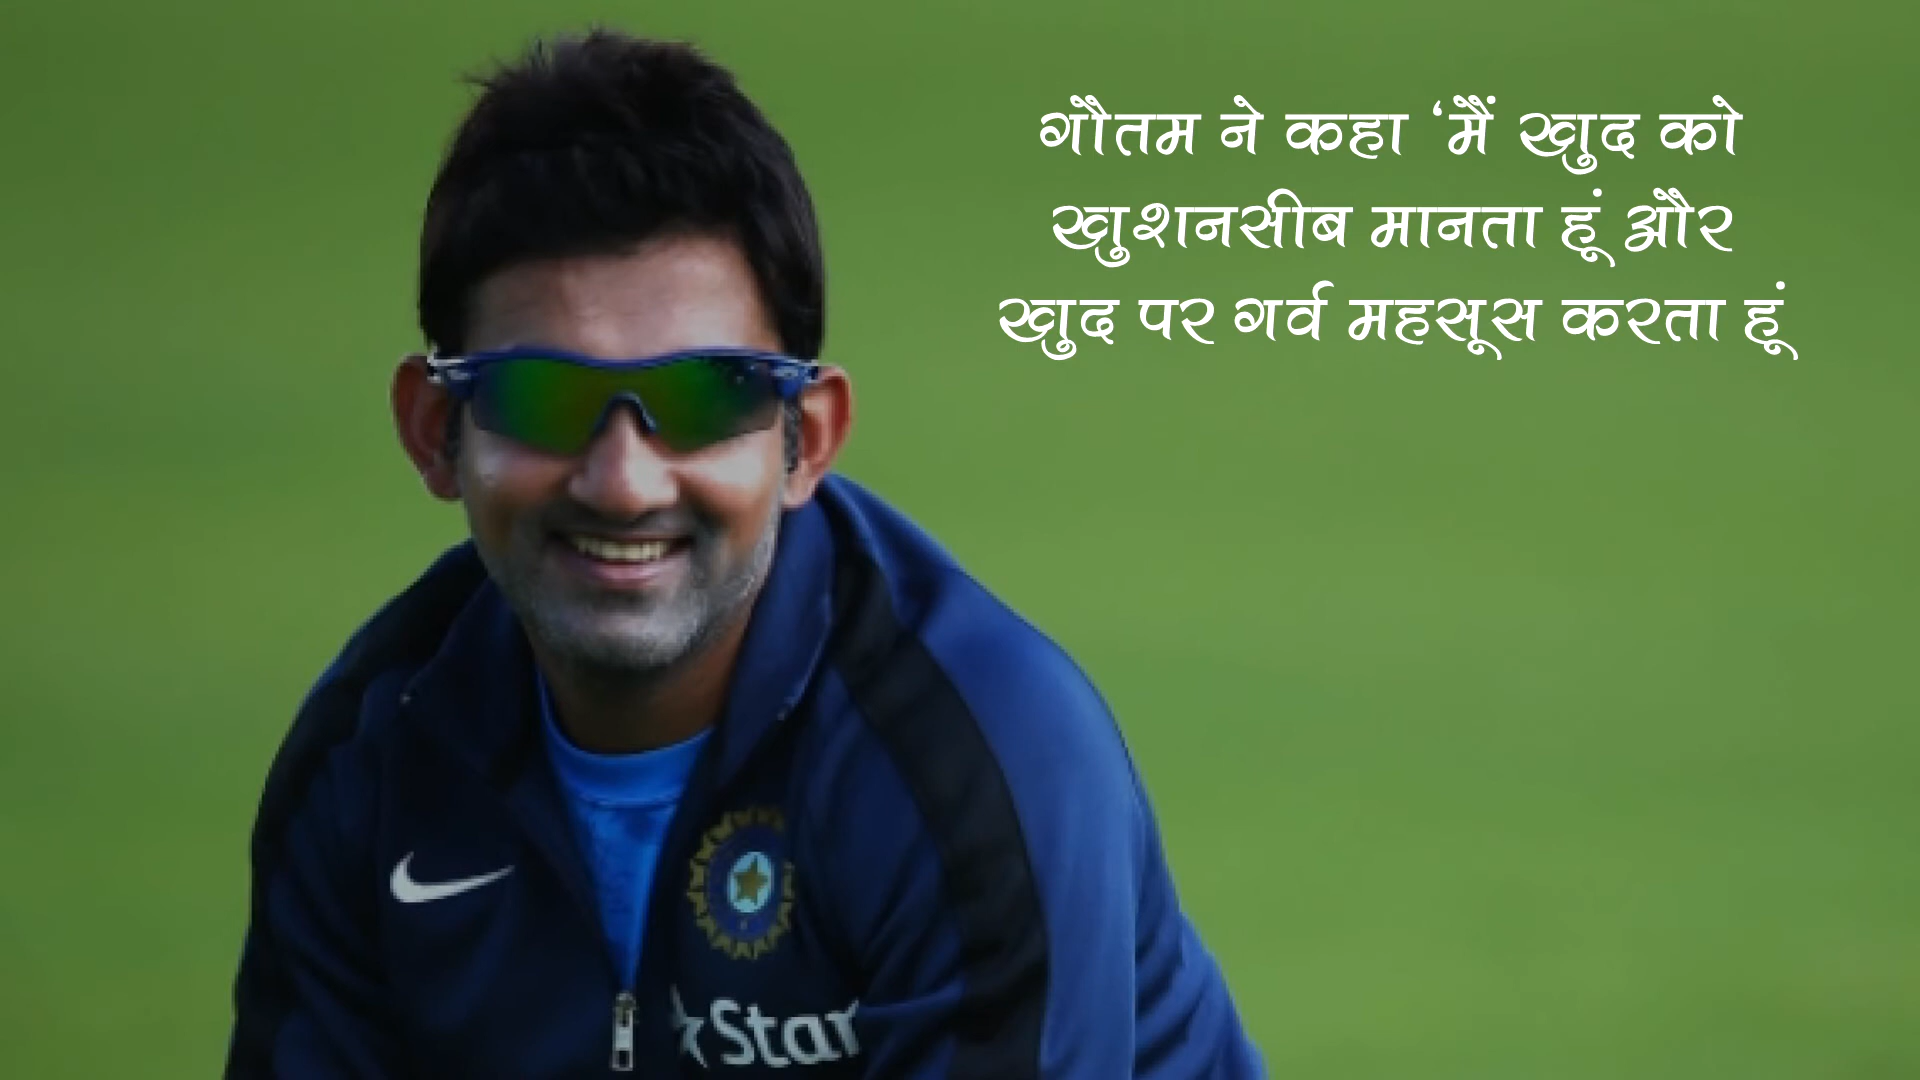 गौतम ने कहा ‘मैं खुद को
खुशनसीब मानता हूं और
खुद पर गर्व महसूस करता हूं
Star